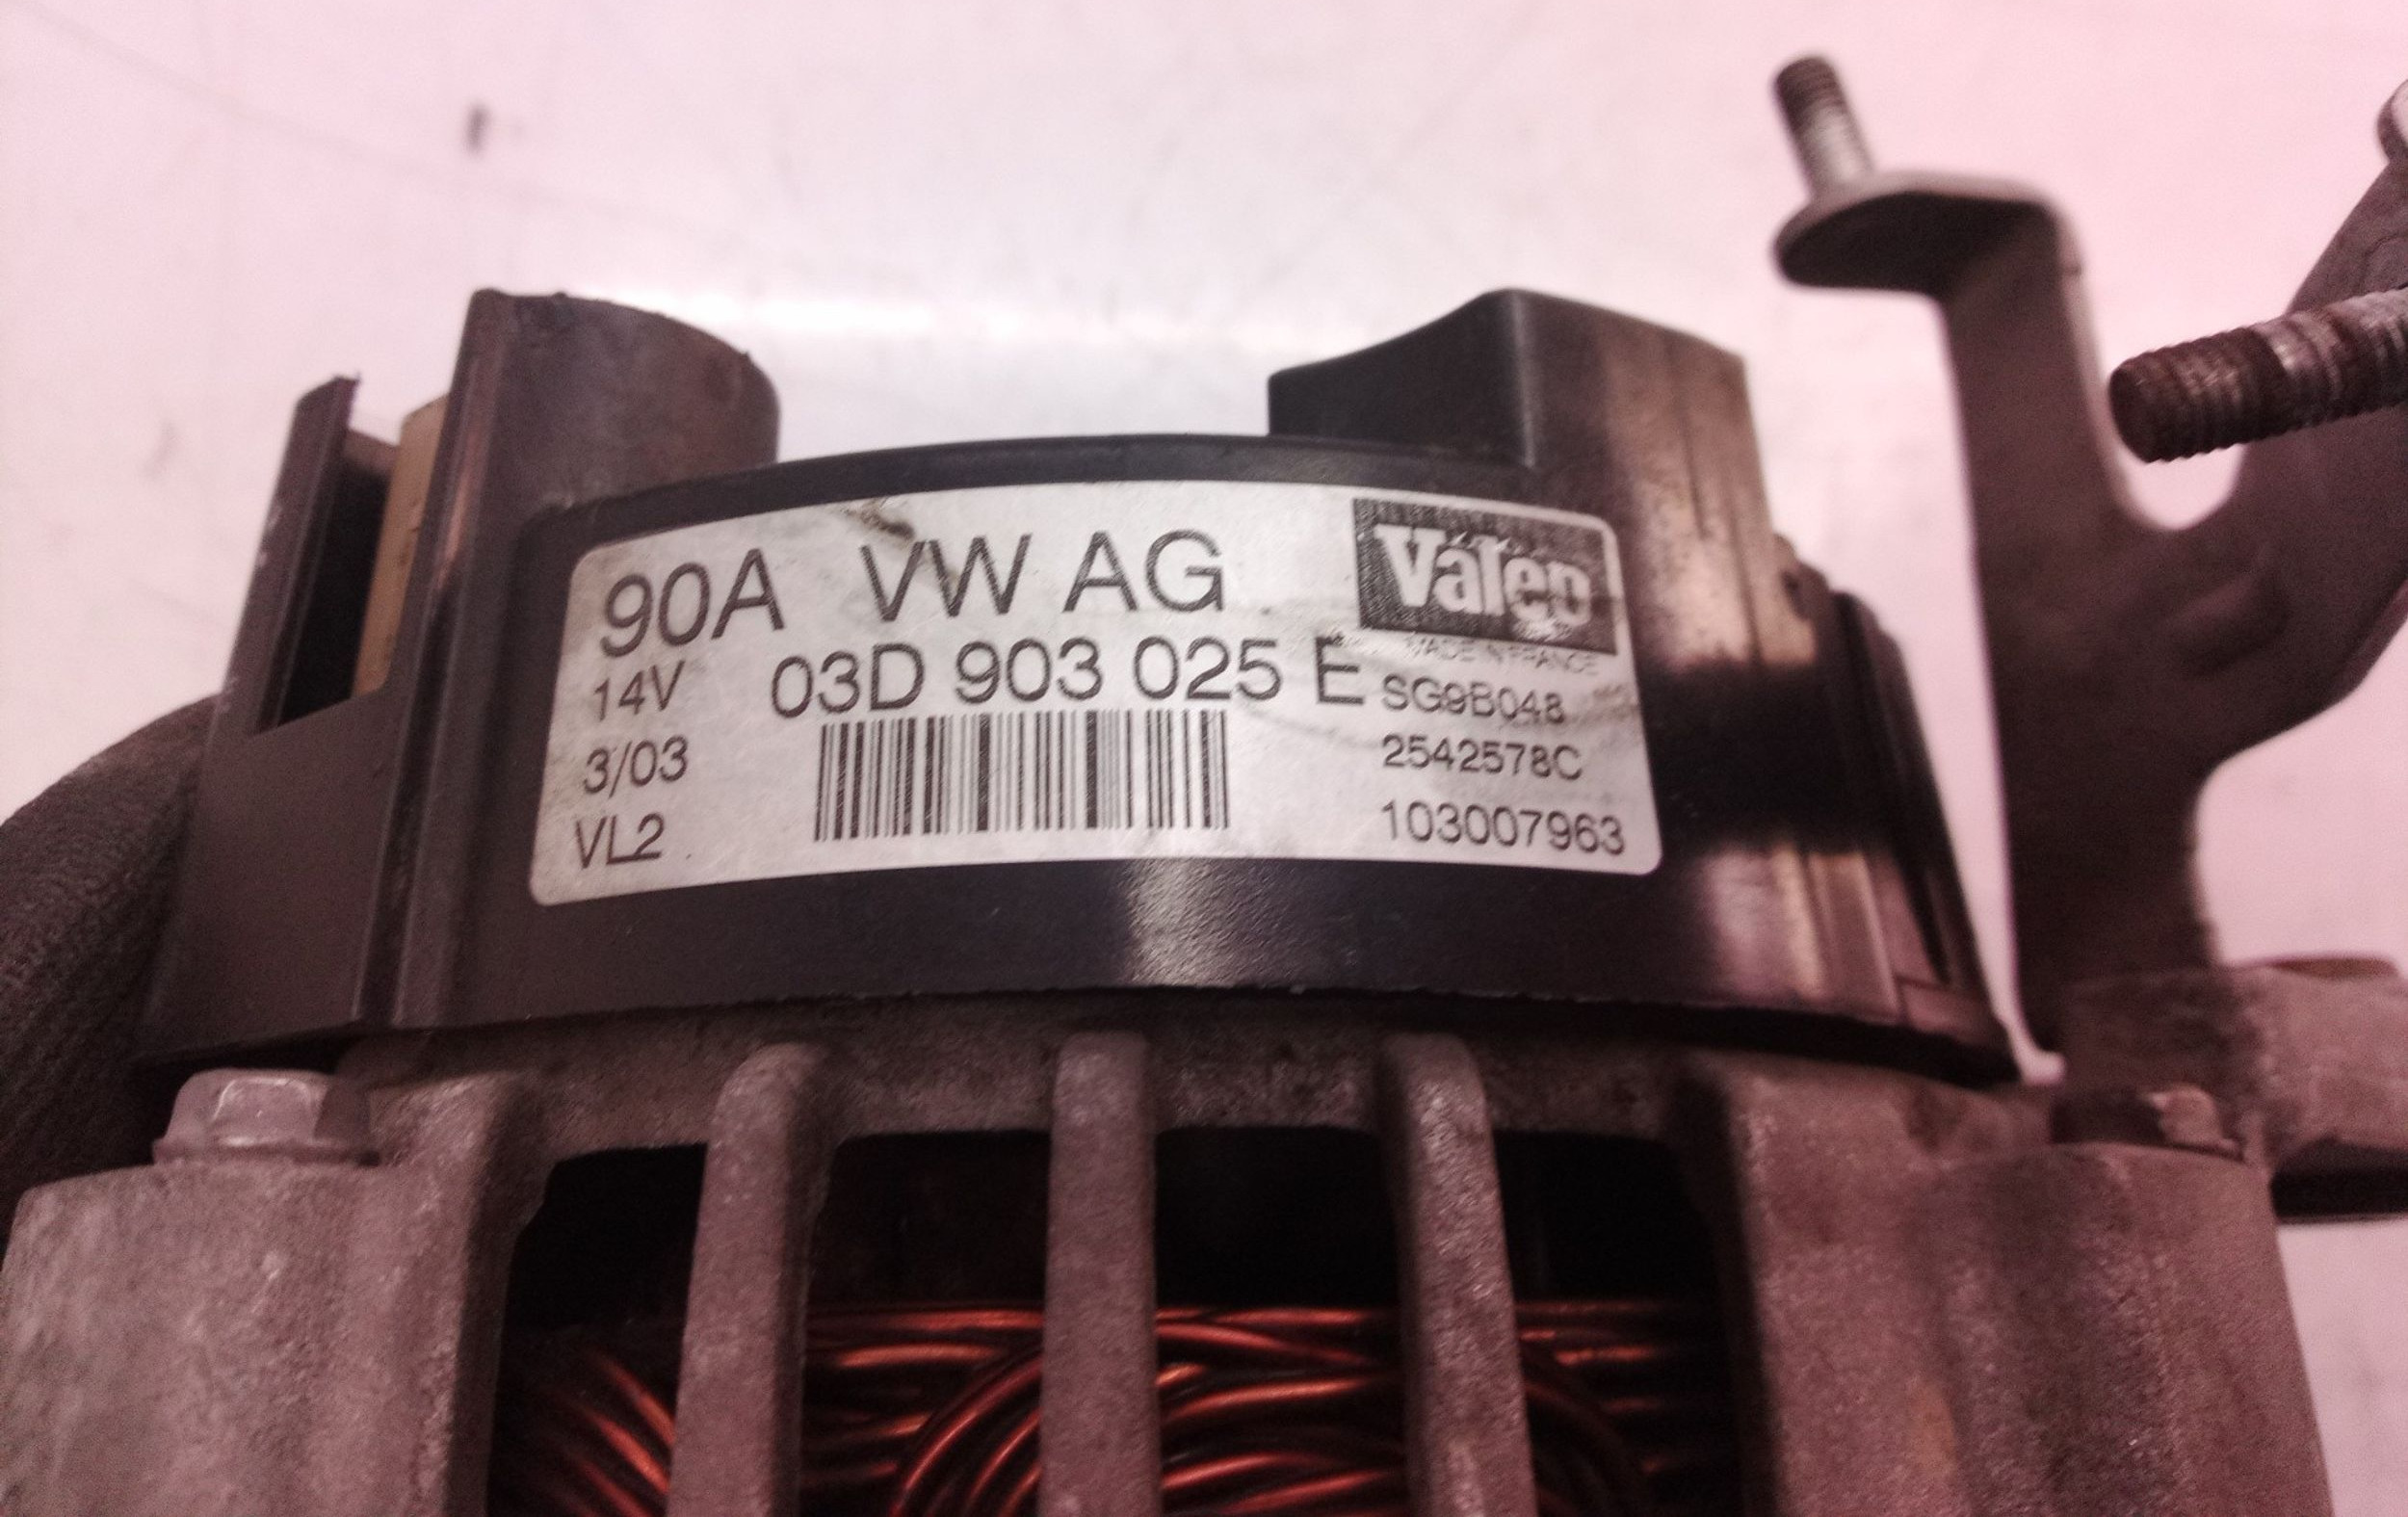 90A VW AG
Valeo
MADE IN FRANCE
14V
03D 903 025 E
SG9B048
3/03
2542578C
VL2
103007963